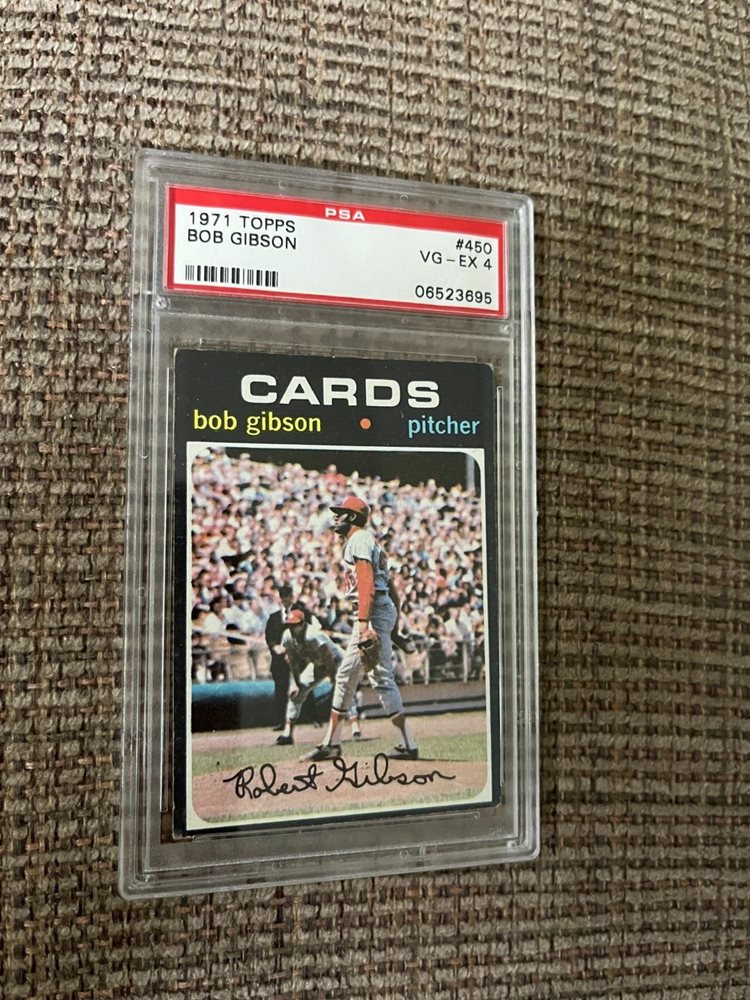 PSA
1971 TOPPS #450
BOB GIBSON VG-EX 4
06523695
CARDS
bob gibson • pitcher
Robert Gibson